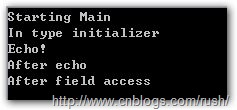 Starting Main
In type initializer
Echo!
After echo
After field access
http://www.cnblogs.com/rush/